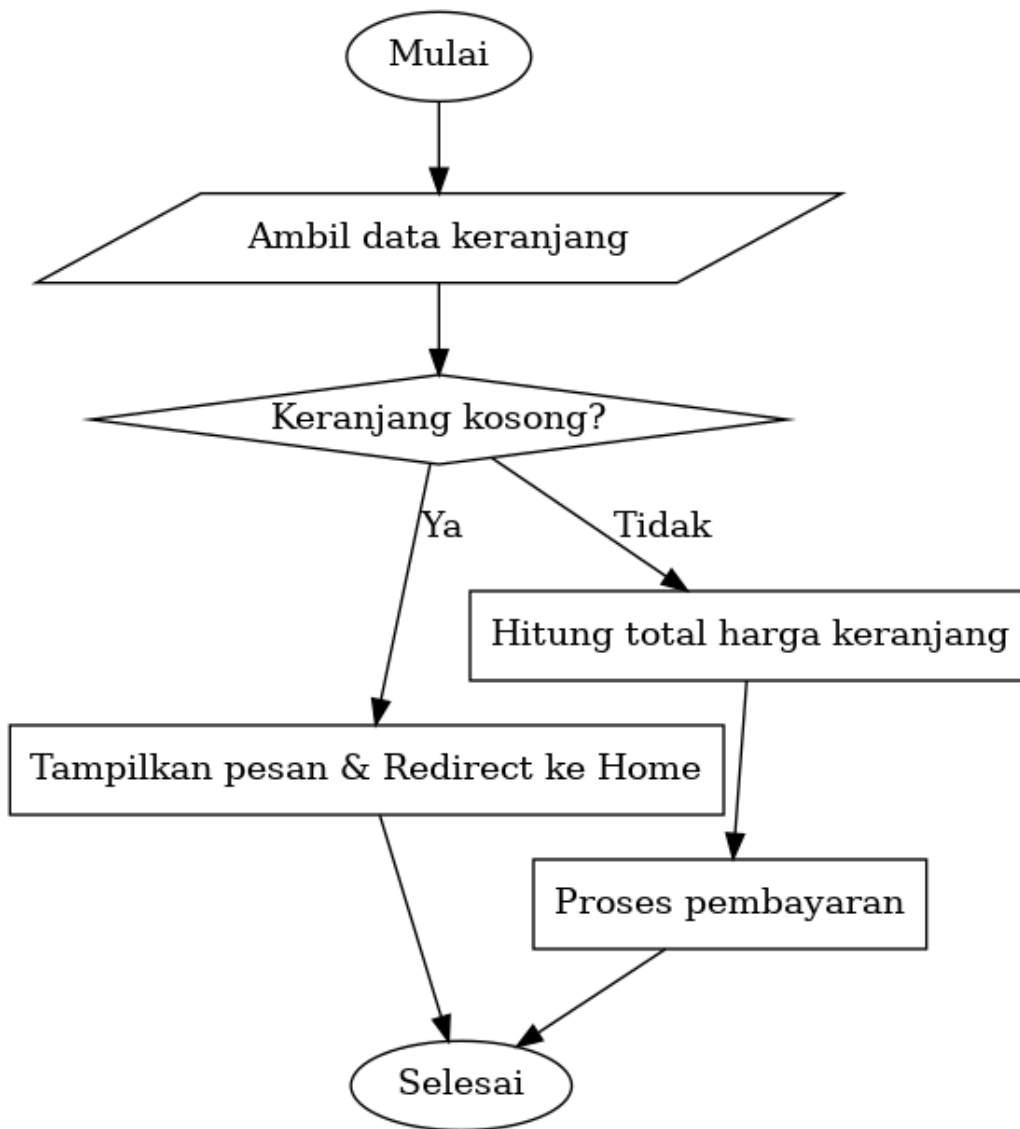 Mulai
Ambil data keranjang
Keranjang kosong?
Ya
Tidak
Hitung total harga keranjang
Tampilkan pesan & Redirect ke Home
Proses pembayaran
Selesai